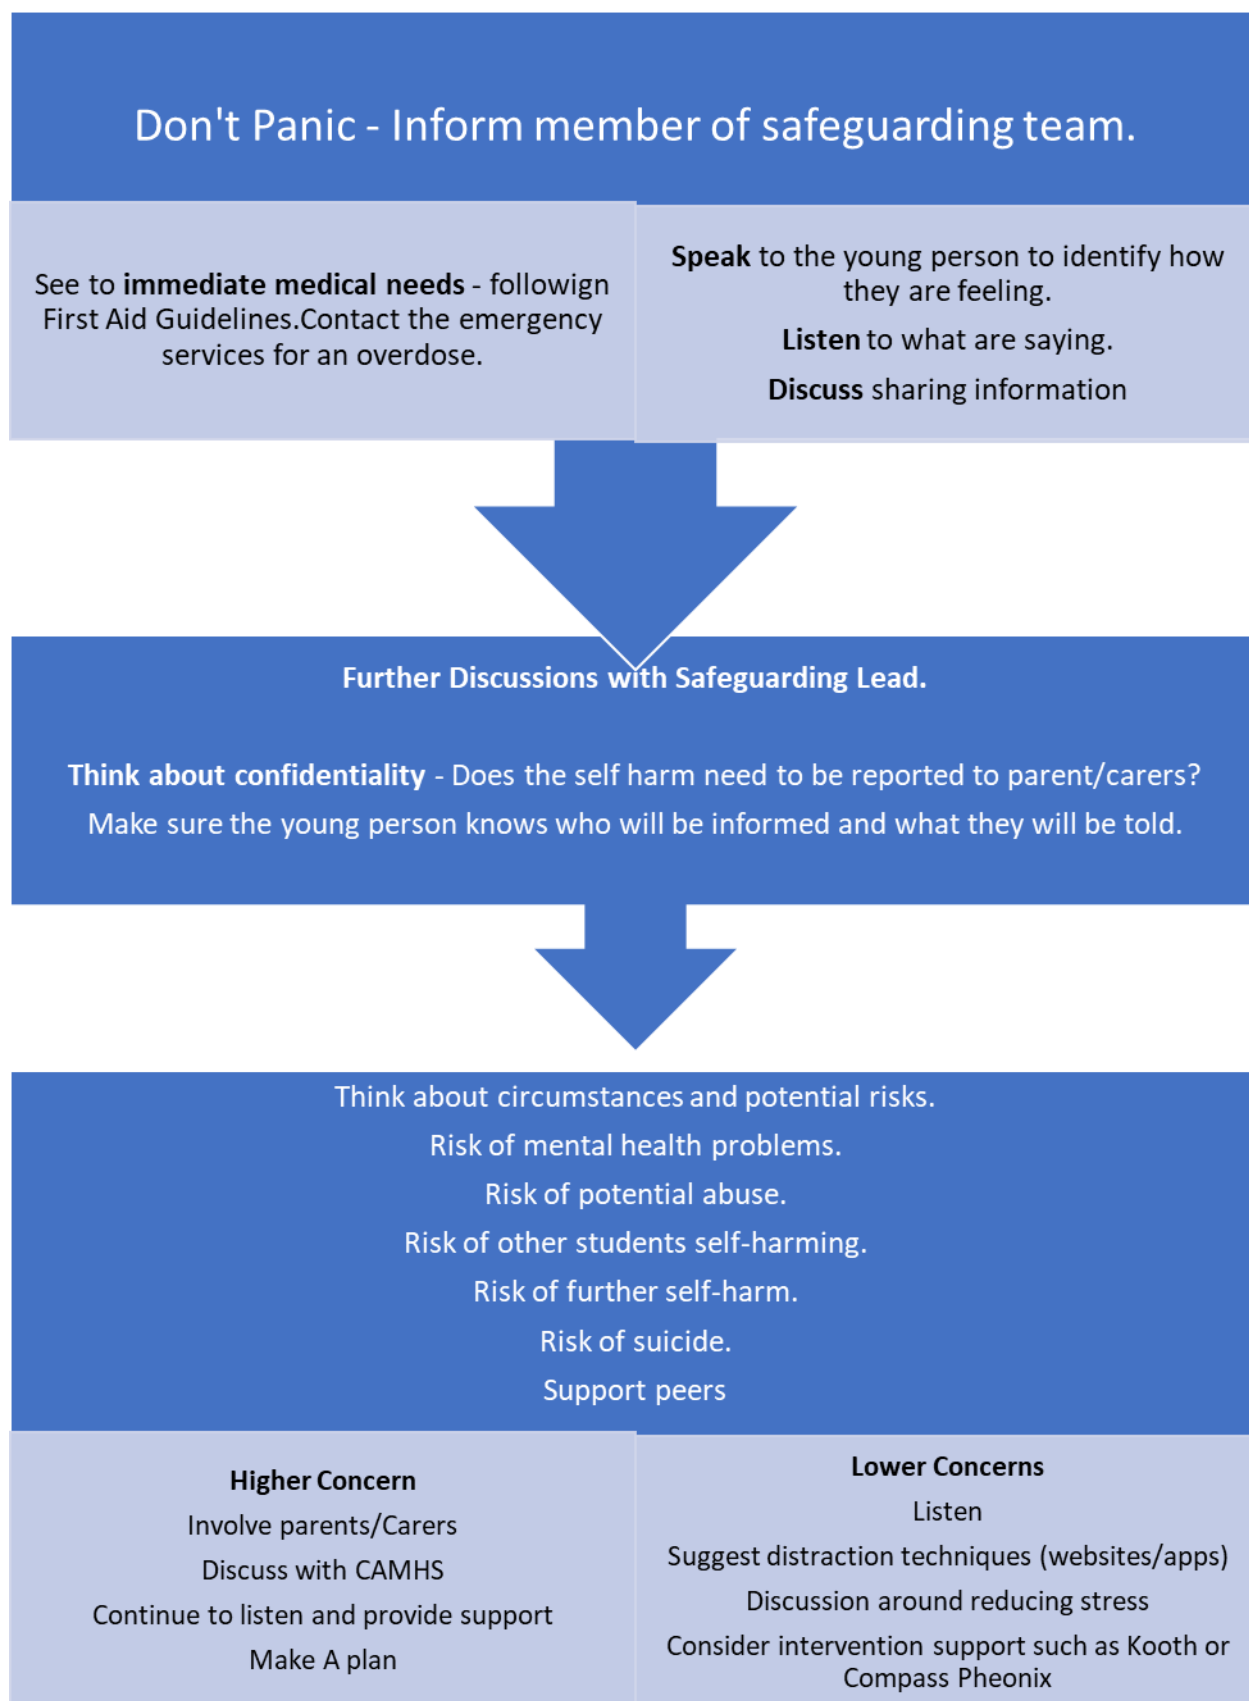 Don't Panic - Inform member of safeguarding team.
See to immediate medical needs - followign
First Aid Guidelines.Contact the emergency
services for an overdose.
Speak to the young person to identify how
they are feeling.
Listen to what are saying.
Discuss sharing information
Further Discussions with Safeguarding Lead.
Think about confidentiality - Does the self harm need to be reported to parent/carers?
Make sure the young person knows who will be informed and what they will be told.
Think about circumstances and potential risks.
Risk of mental health problems.
Risk of potential abuse.
Risk of other students self-harming.
Risk of further self-harm.
Risk of suicide.
Support peers
Higher Concern
Involve parents/Carers
Discuss with CAMHS
Continue to listen and provide support
Make A plan
Lower Concerns
Listen
Suggest distraction techniques (websites/apps)
Discussion around reducing stress
Consider intervention support such as Kooth or
Compass Pheonix